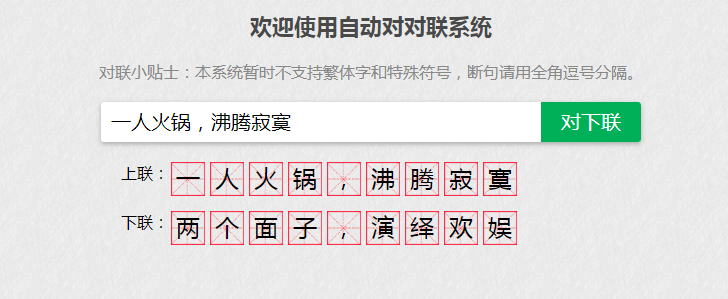 欢迎使用自动对对联系统
对联小贴士：本系统暂时不支持繁体字和特殊符号，断句请用全角逗号分隔。
一人火锅，沸腾寂寞 对下联
上联：一人火锅，沸腾寂寞
下联：两个面子，演绎欢娱